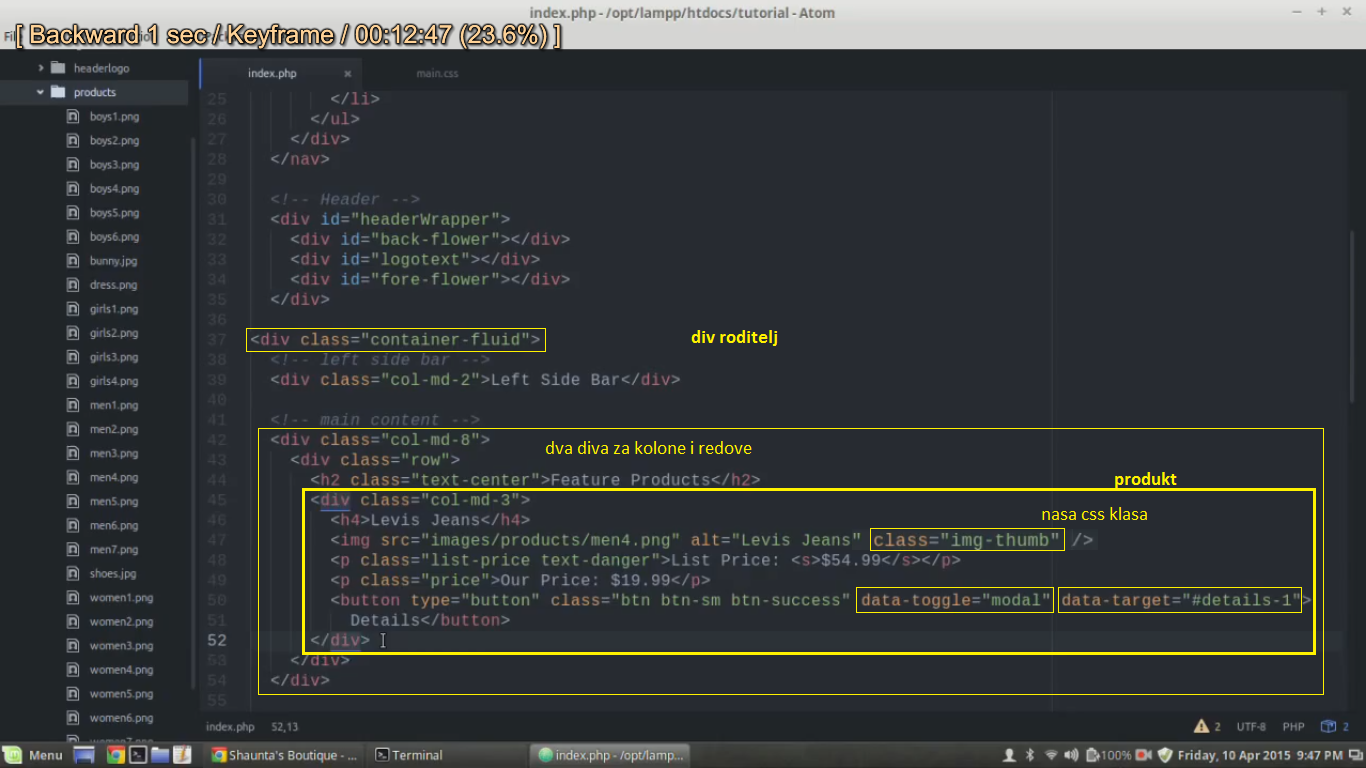 index.php - /opt/lampp/htdocs/tutorial - Atom
[ Backward 1 sec / Keyframe / 00:12:47 (23.6%) ]
headerlogo
products
boys1.png
boys2.png
boys3.png
boys4.png
boys5.png
boys6.png
bunny.jpg
dress.png
girls1.png
girls2.png
girls3.png
girls4.png
men1.png
men2.png
men3.png
men4.png
men5.png
men6.png
men7.png
shoes.jpg
women1.png
women2.png
women3.png
women4.png
women5.png
women6.png
index.php × main.css
25 </li>
26 </ul>
27 </div>
28 </nav>
29
30 <!-- Header -->
31 <div id="headerWrapper">
32 <div id="back-flower"></div>
33 <div id="logotext"></div>
34 <div id="fore-flower"></div>
35 </div>
36
37 <div class="container-fluid"> div roditelj
38 <!-- left side bar -->
39 <div class="col-md-2">Left Side Bar</div>
40
41 <!-- main content -->
42 <div class="col-md-8"> dva diva za kolone i redove
43 <div class="row">
44 <h2 class="text-center">Feature Products</h2> produkt
45 <div class="col-md-3">
46 <h4>Levis Jeans</h4> nasa css klasa
47 <img src="images/products/men4.png" alt="Levis Jeans" class="img-thumb" />
48 <p class="list-price text-danger">List Price: <s>$54.99</s></p>
49 <p class="price">Our Price: $19.99</p>
50 <button type="button" class="btn btn-sm btn-success" data-toggle="modal" data-target="#details-1">
51 Details</button>
52 </div>
53 </div>
54 </div>
55
index.php 52,13 2 UTF-8 PHP 2
Menu Shaunta's Boutique - ... Terminal index.php - /opt/lamp... 100% Friday, 10 Apr 2015 9:47 PM